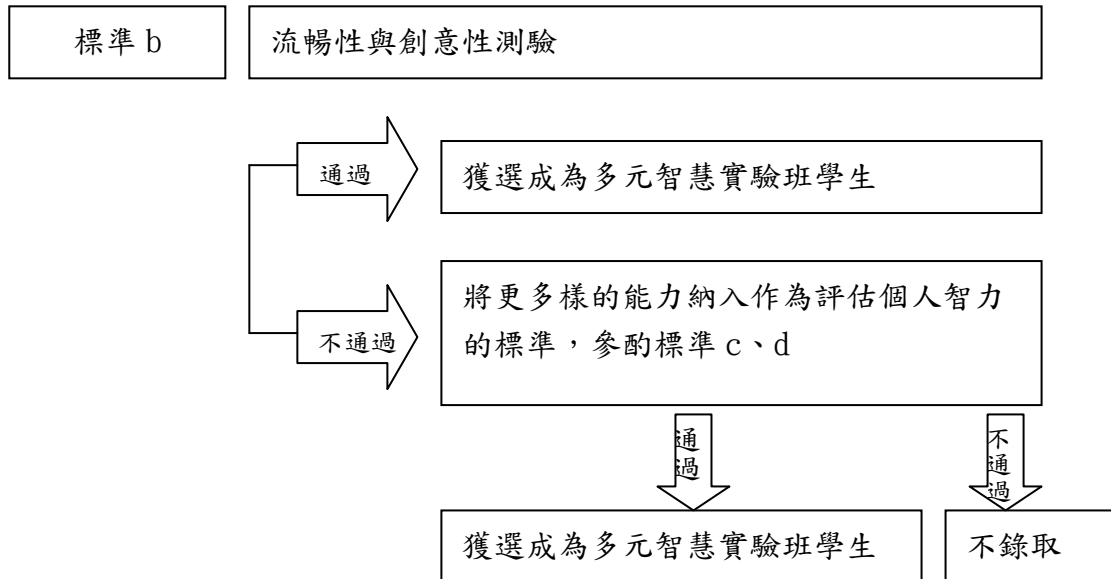 標準 b
流暢性與創意性測驗
通過
獲選成為多元智慧實驗班學生
不通過
將更多樣的能力納入作為評估個人智力
的標準，參酌標準 c、d
通過
不通過
獲選成為多元智慧實驗班學生
不錄取